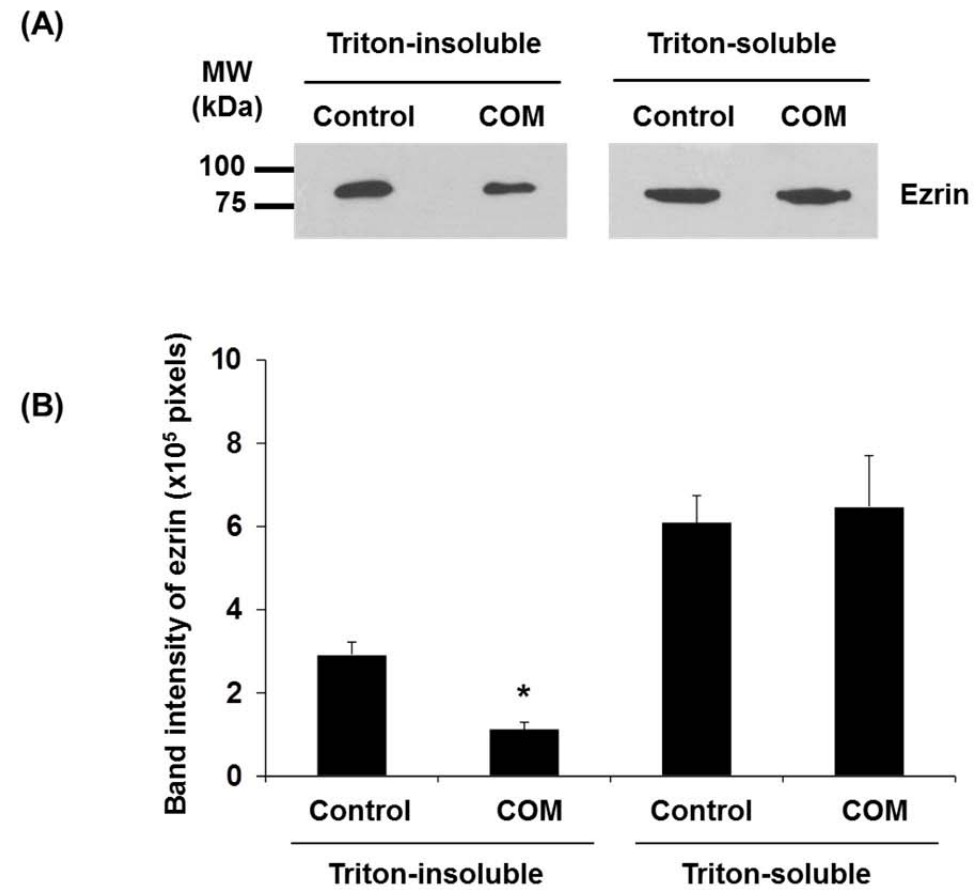 (A)
Triton-insoluble Triton-soluble
MW
(kDa)
Control COM Control COM
100
75
Ezrin
(B)
Band intensity of ezrin (x10⁵ pixels)
10
8
6
4
2
0
*
Control COM Control COM
Triton-insoluble Triton-soluble